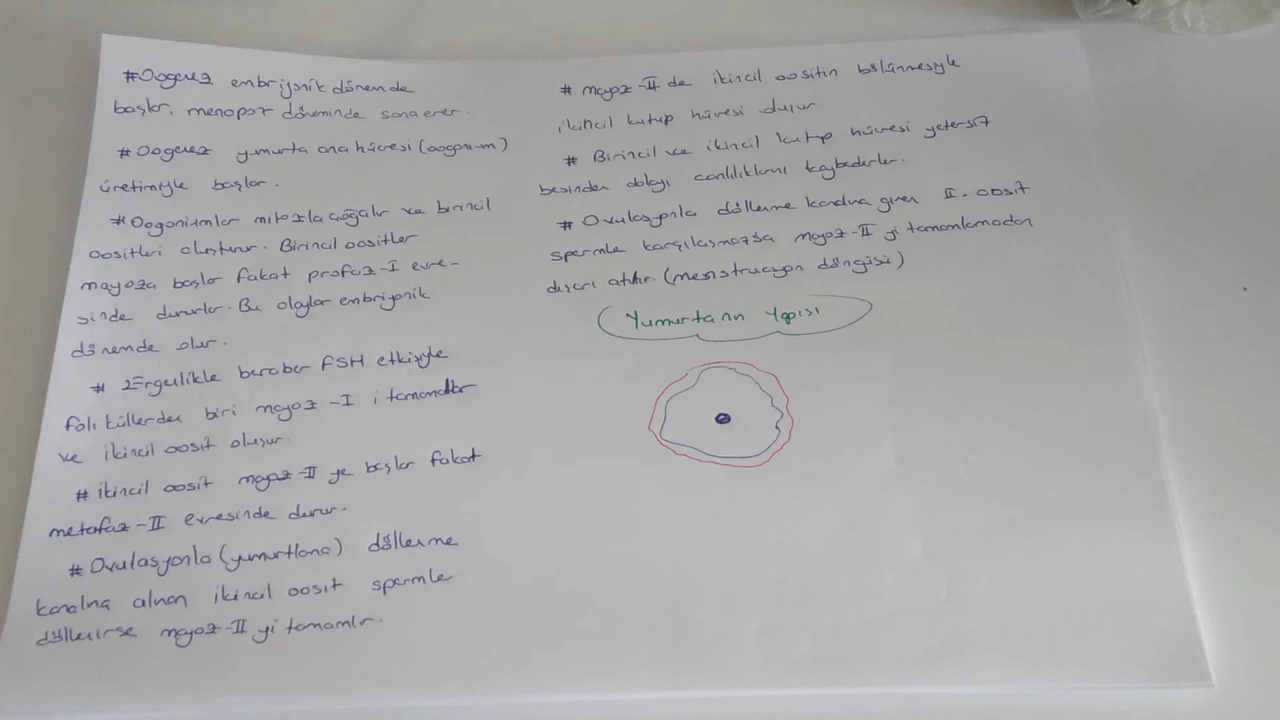 #Oogenez embriyonik dönemde
başlar, menopoz döneminde sona erer.
#Oogenez yumurta ana hücresi (oogonium)
üretimiyle başlar.
#Oogoniumlar mitozla çoğalır ve birincil
oositleri oluşturur. Birincil oositler
mayoza başlar fakat profaz-I evre-
sinde dururlar. Bu olaylar embriyonik
dönemde olur.
# Ergenlikle beraber FSH etkisiyle
foliküllerden biri mayoz-I i tamamlar
ve ikincil oosit oluşur.
# ikincil oosit mayoz-II ye başlar fakat
metafaz-II evresinde durur.
# Ovulasyonla (yumurtlama) döllenme
kanalına alınan ikincil oosit spermle
döllenirse mayoz-II yi tamamlar.
# mayoz-II de ikincil oositin bölünmesiyle
ikincil kutup hücresi oluşur
# Birincil ve ikincil kutup hücresi yetersiz
besinden dolayı canlılıklarını kaybederler.
# Ovulasyonla döllenme kanalına giren II. oosit
spermle karşılaşmazsa mayoz-II yi tamamlamadan
dışarı atılır. (menstruasyon döngüsü)
Yumurtanın Yapısı